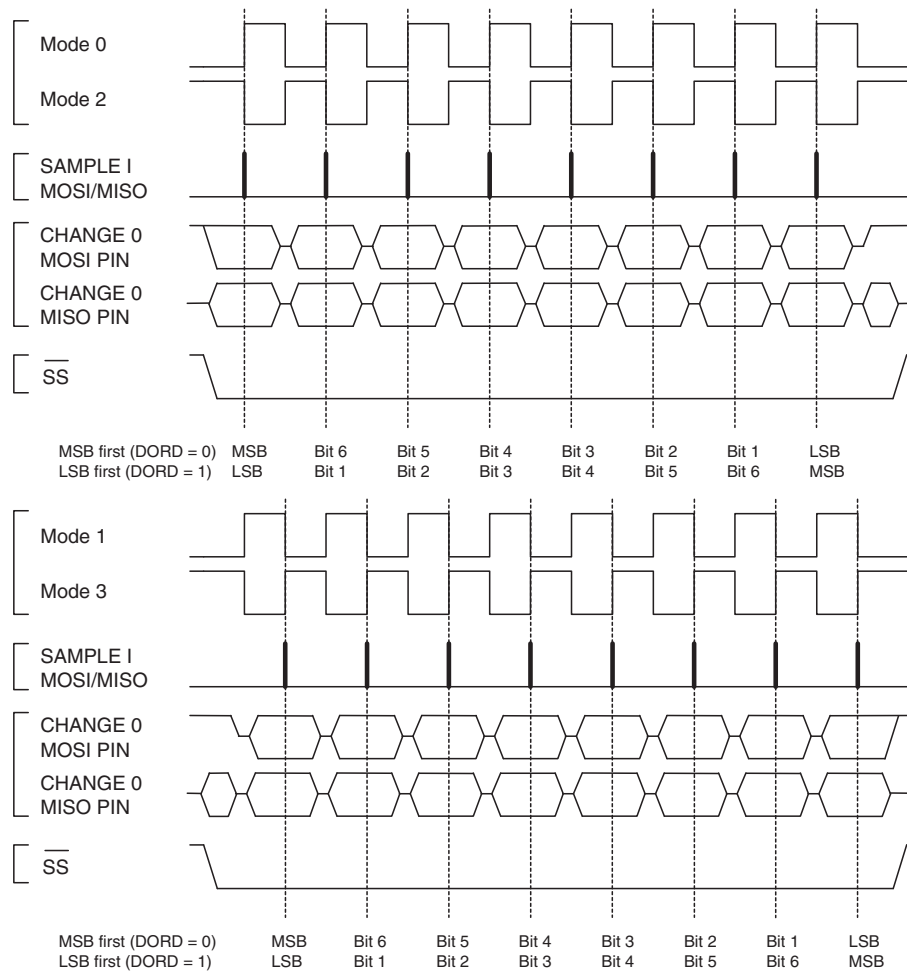 Mode 0
Mode 2
SAMPLE I
MOSI/MISO
CHANGE 0
MOSI PIN
CHANGE 0
MISO PIN
SS
MSB first (DORD = 0) MSB Bit 6 Bit 5 Bit 4 Bit 3 Bit 2 Bit 1 LSB
LSB first (DORD = 1) LSB Bit 1 Bit 2 Bit 3 Bit 4 Bit 5 Bit 6 MSB
Mode 1
Mode 3
SAMPLE I
MOSI/MISO
CHANGE 0
MOSI PIN
CHANGE 0
MISO PIN
SS
MSB first (DORD = 0) MSB Bit 6 Bit 5 Bit 4 Bit 3 Bit 2 Bit 1 LSB
LSB first (DORD = 1) LSB Bit 1 Bit 2 Bit 3 Bit 4 Bit 5 Bit 6 MSB